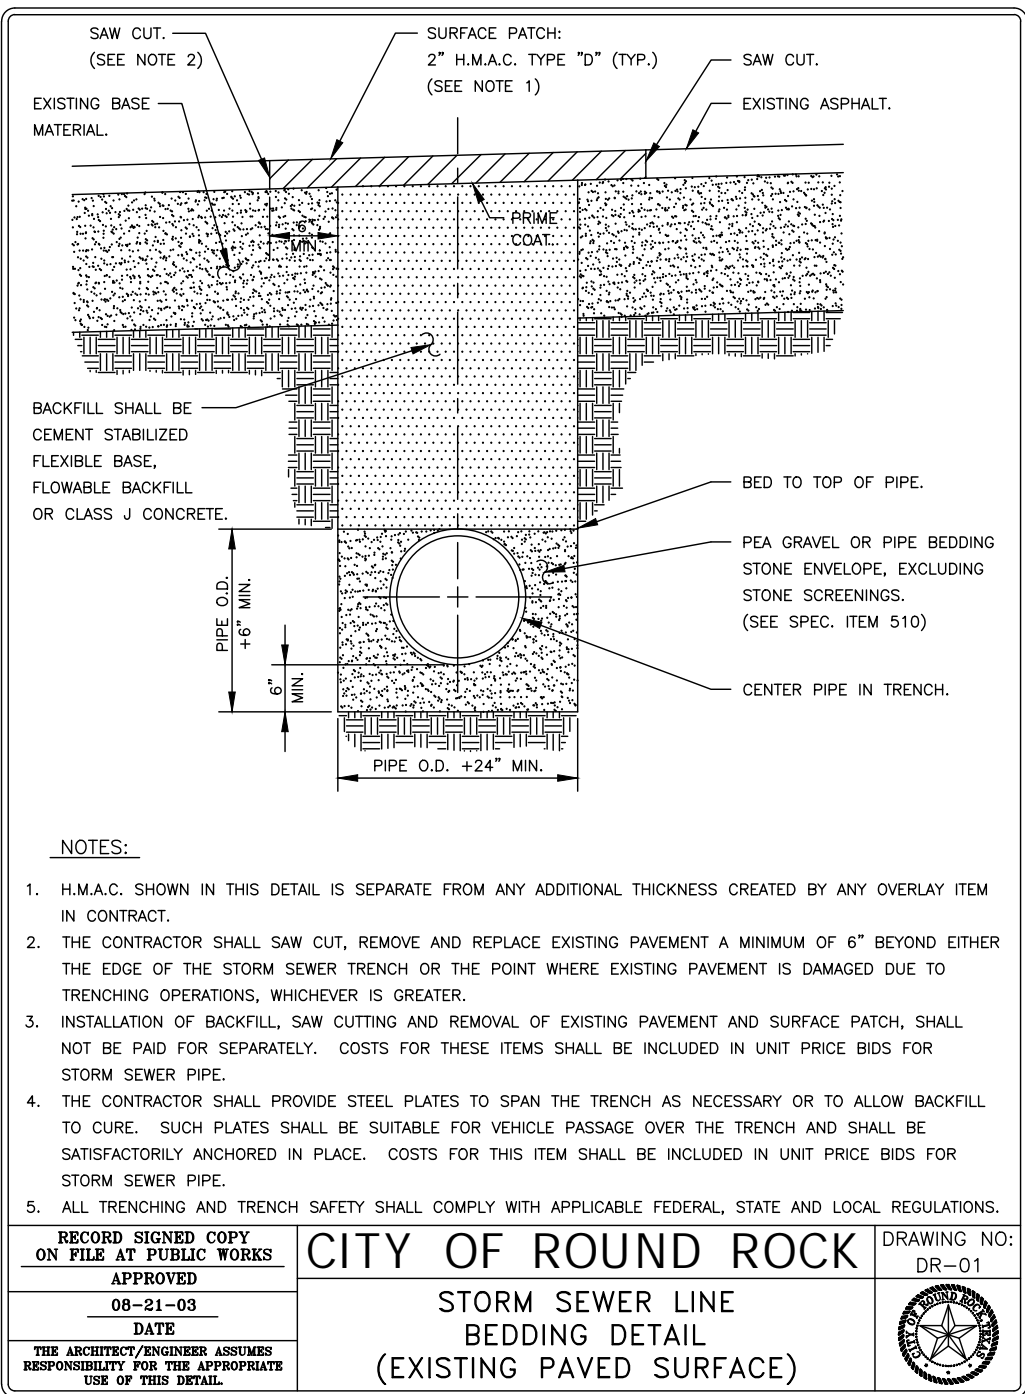 SAW CUT.
(SEE NOTE 2)
SURFACE PATCH:
2" H.M.A.C. TYPE "D" (TYP.)
(SEE NOTE 1)
SAW CUT.
EXISTING BASE
MATERIAL.
EXISTING ASPHALT.
PRIME
COAT.
6"
MIN.
BACKFILL SHALL BE
CEMENT STABILIZED
FLEXIBLE BASE,
FLOWABLE BACKFILL
OR CLASS J CONCRETE.
BED TO TOP OF PIPE.
PEA GRAVEL OR PIPE BEDDING
STONE ENVELOPE, EXCLUDING
STONE SCREENINGS.
(SEE SPEC. ITEM 510)
PIPE O.D.
+6" MIN.
6"
MIN.
CENTER PIPE IN TRENCH.
PIPE O.D. +24" MIN.
NOTES:
1. H.M.A.C. SHOWN IN THIS DETAIL IS SEPARATE FROM ANY ADDITIONAL THICKNESS CREATED BY ANY OVERLAY ITEM
IN CONTRACT.
2. THE CONTRACTOR SHALL SAW CUT, REMOVE AND REPLACE EXISTING PAVEMENT A MINIMUM OF 6" BEYOND EITHER
THE EDGE OF THE STORM SEWER TRENCH OR THE POINT WHERE EXISTING PAVEMENT IS DAMAGED DUE TO
TRENCHING OPERATIONS, WHICHEVER IS GREATER.
3. INSTALLATION OF BACKFILL, SAW CUTTING AND REMOVAL OF EXISTING PAVEMENT AND SURFACE PATCH, SHALL
NOT BE PAID FOR SEPARATELY. COSTS FOR THESE ITEMS SHALL BE INCLUDED IN UNIT PRICE BIDS FOR
STORM SEWER PIPE.
4. THE CONTRACTOR SHALL PROVIDE STEEL PLATES TO SPAN THE TRENCH AS NECESSARY OR TO ALLOW BACKFILL
TO CURE. SUCH PLATES SHALL BE SUITABLE FOR VEHICLE PASSAGE OVER THE TRENCH AND SHALL BE
SATISFACTORILY ANCHORED IN PLACE. COSTS FOR THIS ITEM SHALL BE INCLUDED IN UNIT PRICE BIDS FOR
STORM SEWER PIPE.
5. ALL TRENCHING AND TRENCH SAFETY SHALL COMPLY WITH APPLICABLE FEDERAL, STATE AND LOCAL REGULATIONS.
RECORD SIGNED COPY
ON FILE AT PUBLIC WORKS
APPROVED
08-21-03
DATE
THE ARCHITECT/ENGINEER ASSUMES
RESPONSIBILITY FOR THE APPROPRIATE
USE OF THIS DETAIL.
CITY OF ROUND ROCK
STORM SEWER LINE
BEDDING DETAIL
(EXISTING PAVED SURFACE)
DRAWING NO:
DR-01
CITY OF ROUND ROCK, TEXAS